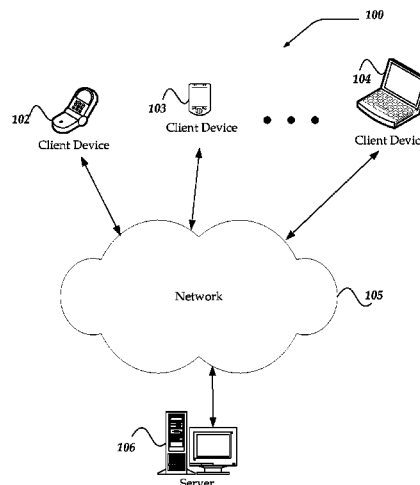 100
102
Client Device
103
Client Device
104
Client Devic
Network
105
106
Server